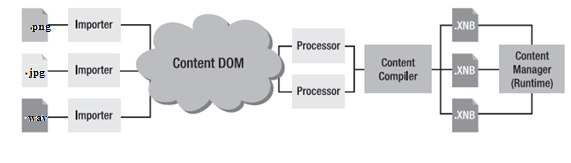 .png
Importer
.jpg
Importer
.wav
Importer
Content DOM
Processor
Processor
Content
Compiler
.XNB
.XNB
.XNB
Content
Manager
(Runtime)